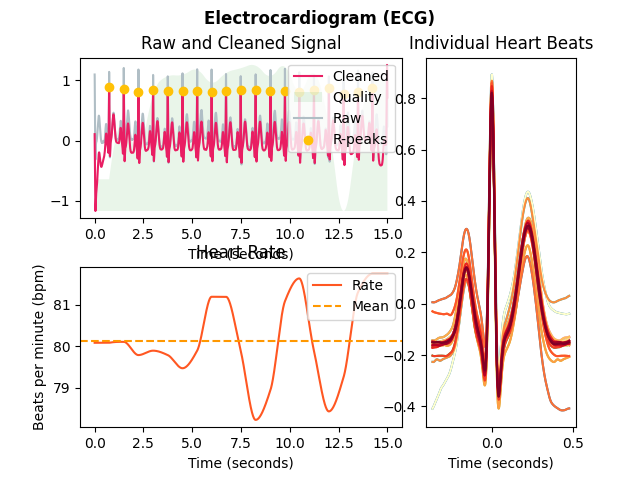 Electrocardiogram (ECG)
Raw and Cleaned Signal
Individual Heart Beats
Cleaned
Quality
Raw
R-peaks
1
0
−1
0.0 2.5 5.0 7.5 10.0 12.5 15.0
Time (seconds)
Heart Rate
Rate
Mean
81
80
79
Beats per minute (bpm)
0.0 2.5 5.0 7.5 10.0 12.5 15.0
Time (seconds)
0.8
0.6
0.4
0.2
0.0
−0.2
−0.4
0.0 0.5
Time (seconds)